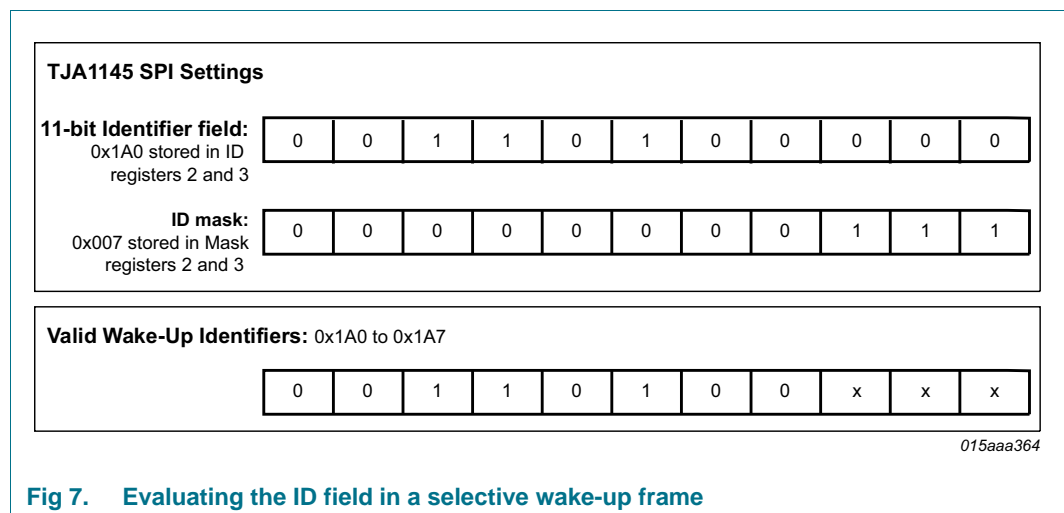 TJA1145 SPI Settings
11-bit Identifier field:
0x1A0 stored in ID
registers 2 and 3
0 0 1 1 0 1 0 0 0 0 0
ID mask:
0x007 stored in Mask
registers 2 and 3
0 0 0 0 0 0 0 0 1 1 1
Valid Wake-Up Identifiers: 0x1A0 to 0x1A7
0 0 1 1 0 1 0 0 x x x
015aaa364
Fig 7. Evaluating the ID field in a selective wake-up frame